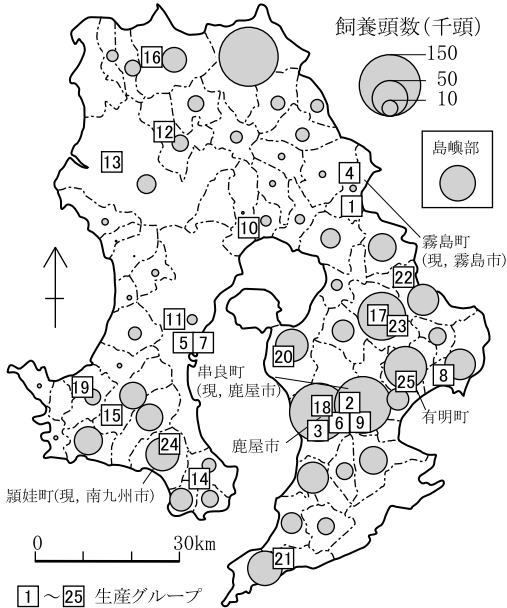 飼養頭数(千頭)
150
50
10
島嶼部
16
12
13
4
1
10
霧島町
(現,霧島市)
22
11
17
23
5 7
串良町
(現,鹿屋市)
20
8
19
25
15
18 2
有明町
3 6 9
24
鹿屋市
14
頴娃町(現,南九州市)
21
0 30km
1 ~ 25 生産グループ